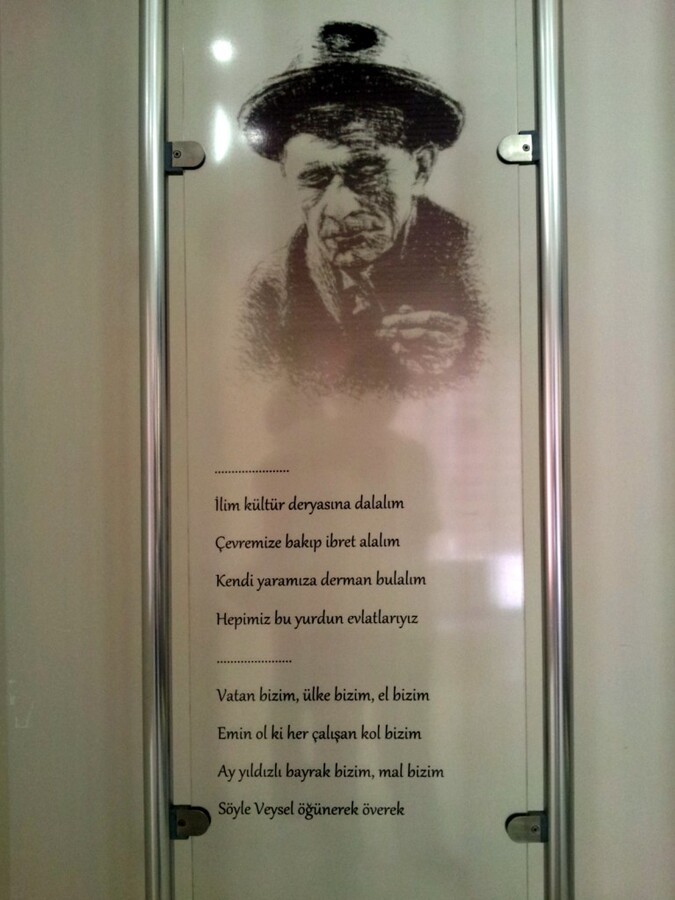 ......................
İlim kültür deryasına dalalım
Çevremize bakıp ibret alalım
Kendi yaramıza derman bulalım
Hepimiz bu yurdun evlatlarıyız
......................
Vatan bizim, ülke bizim, el bizim
Emin ol ki her çalışan kol bizim
Ay yıldızlı bayrak bizim, mal bizim
Söyle Veysel öğünerek överek